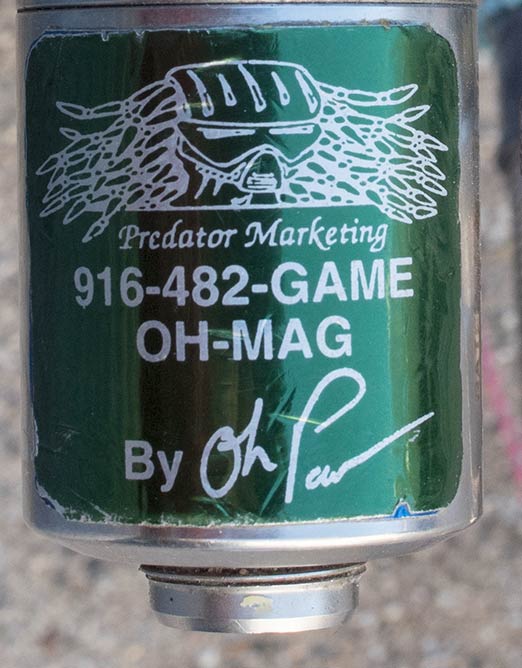 Predator Marketing
916-482-GAME
OH-MAG
By Oh Paw